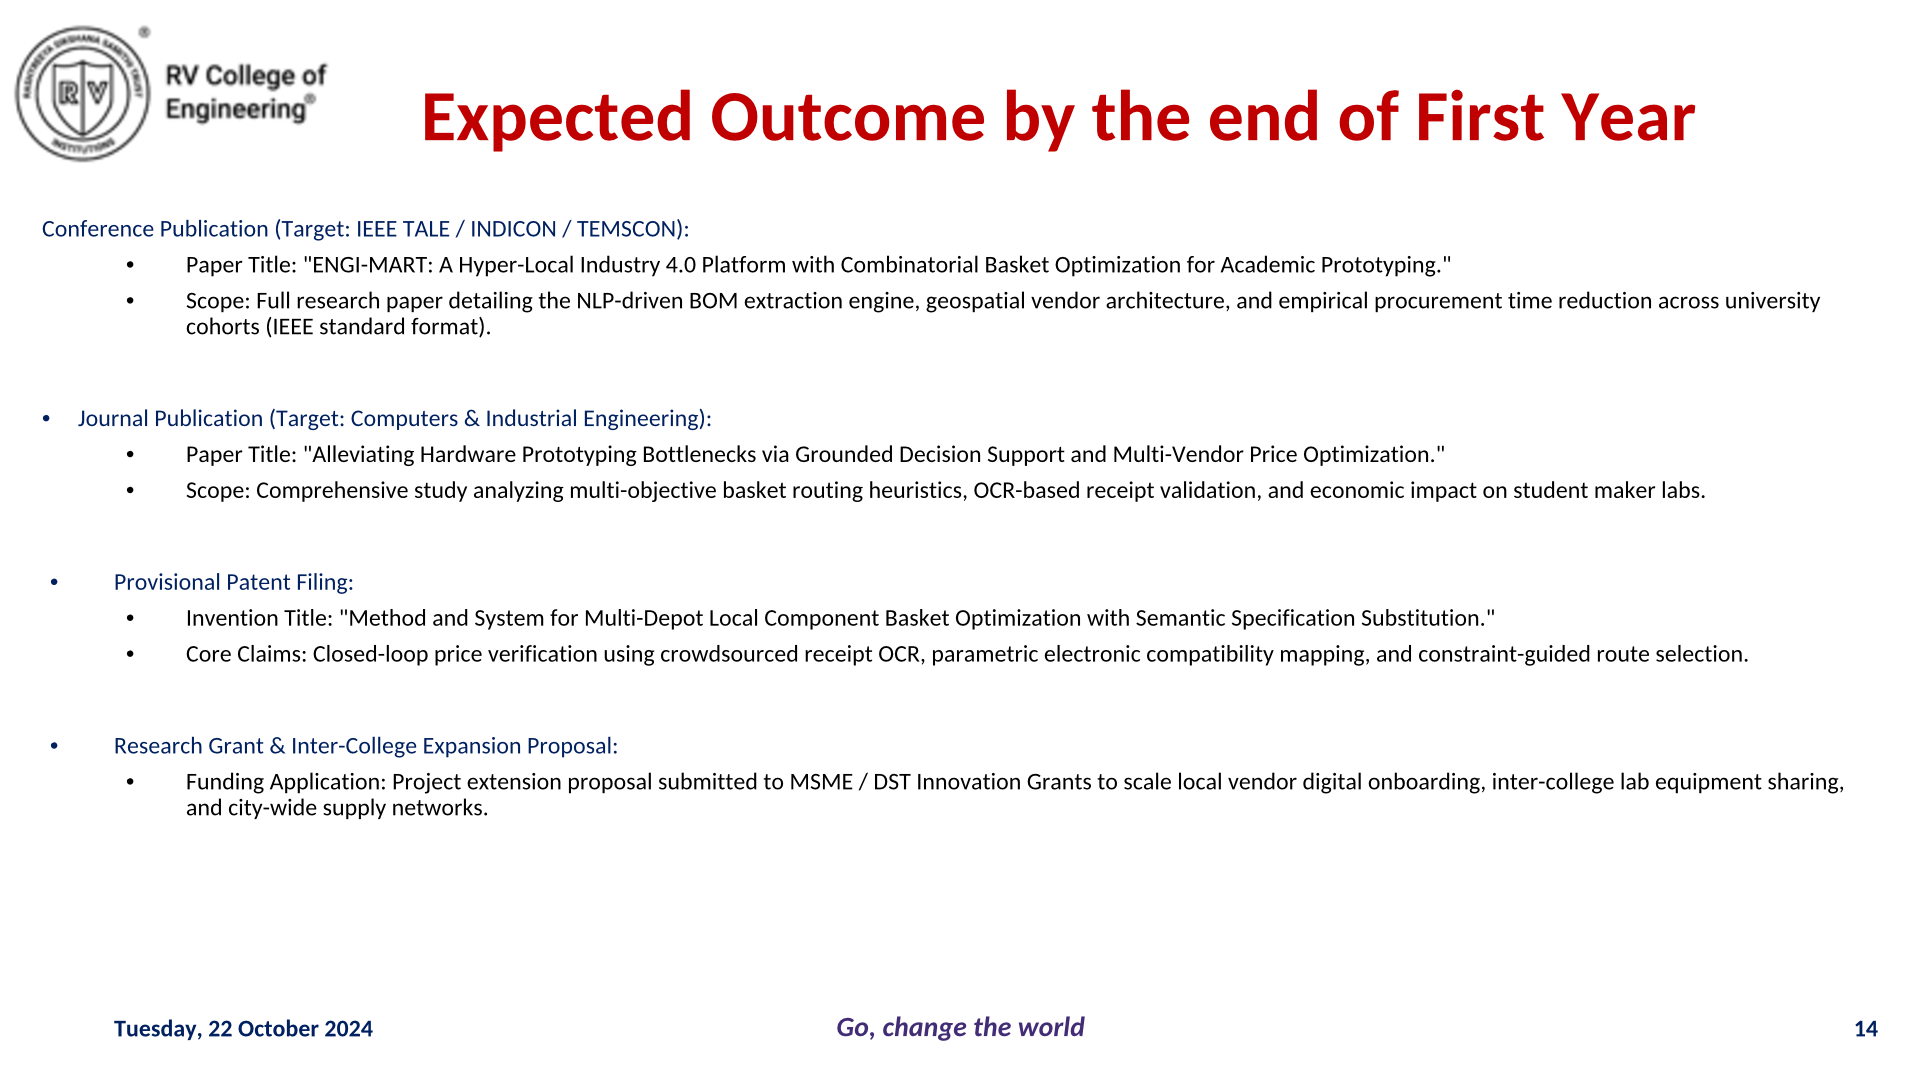 RASHTREEYA SIKSHANA SAMITHI TRUST
®
RV
INSTITUTIONS
RV College of
Engineering®
Expected Outcome by the end of First Year
Conference Publication (Target: IEEE TALE / INDICON / TEMSCON):
• Paper Title: "ENGI-MART: A Hyper-Local Industry 4.0 Platform with Combinatorial Basket Optimization for Academic Prototyping."
• Scope: Full research paper detailing the NLP-driven BOM extraction engine, geospatial vendor architecture, and empirical procurement time reduction across university
cohorts (IEEE standard format).
• Journal Publication (Target: Computers & Industrial Engineering):
• Paper Title: "Alleviating Hardware Prototyping Bottlenecks via Grounded Decision Support and Multi-Vendor Price Optimization."
• Scope: Comprehensive study analyzing multi-objective basket routing heuristics, OCR-based receipt validation, and economic impact on student maker labs.
• Provisional Patent Filing:
• Invention Title: "Method and System for Multi-Depot Local Component Basket Optimization with Semantic Specification Substitution."
• Core Claims: Closed-loop price verification using crowdsourced receipt OCR, parametric electronic compatibility mapping, and constraint-guided route selection.
• Research Grant & Inter-College Expansion Proposal:
• Funding Application: Project extension proposal submitted to MSME / DST Innovation Grants to scale local vendor digital onboarding, inter-college lab equipment sharing,
and city-wide supply networks.
Tuesday, 22 October 2024
Go, change the world
14